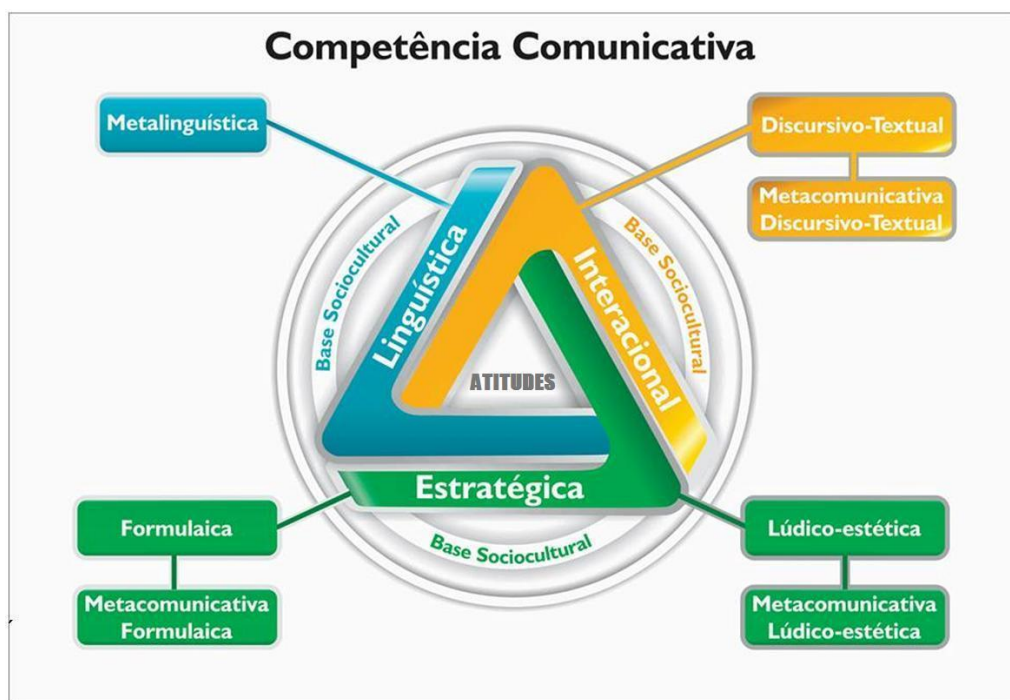 Competência Comunicativa
Metalinguística
Discursivo-Textual
Metacomunicativa
Discursivo-Textual
Base Sociocultural
Linguística
Base Sociocultural
Interacional
ATITUDES
Estratégica
Base Sociocultural
Formulaica
Metacomunicativa
Formulaica
Lúdico-estética
Metacomunicativa
Lúdico-estética